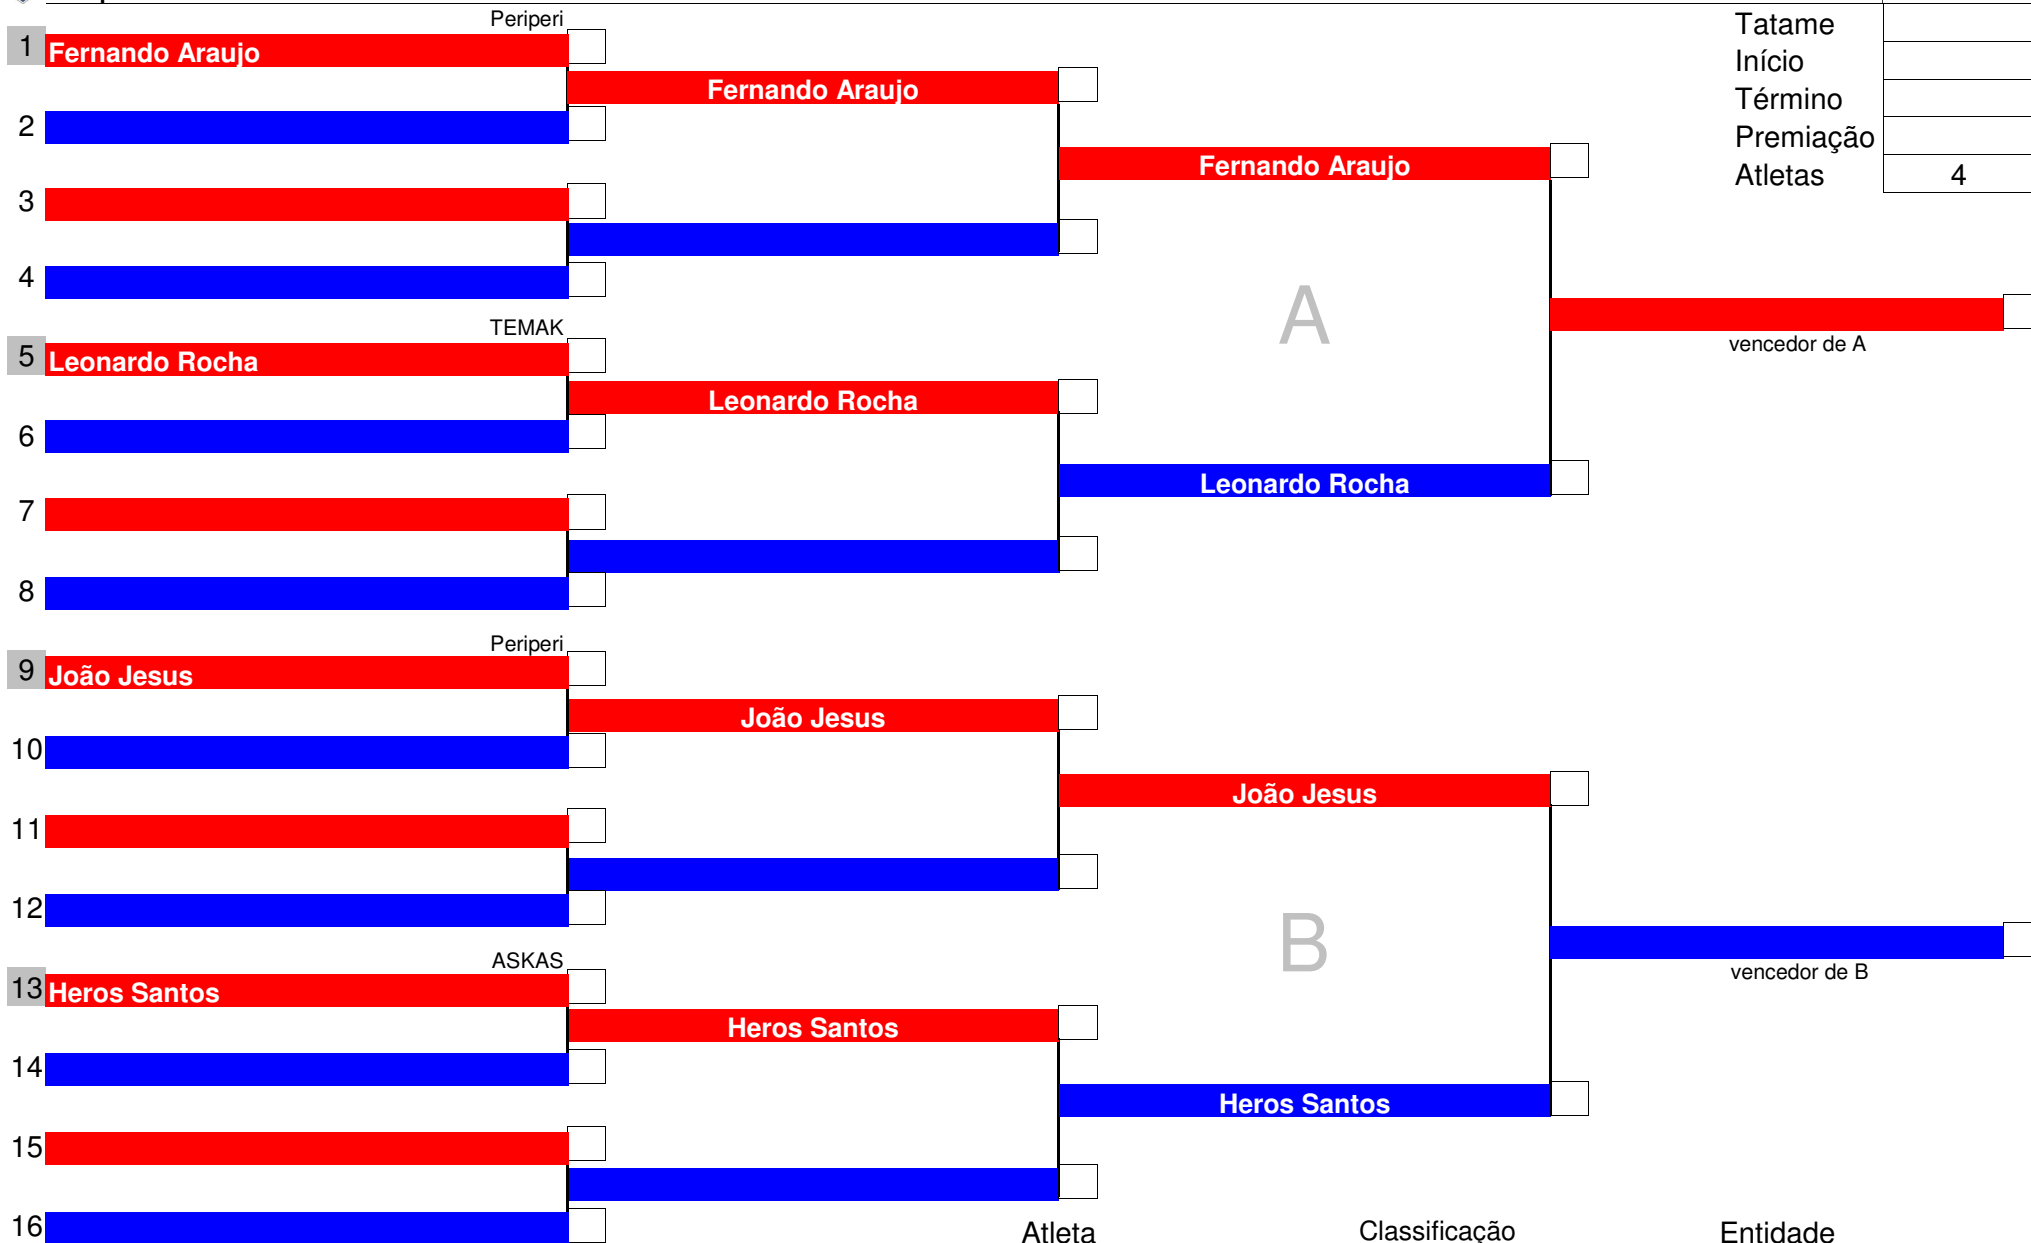 Periperi
Tatame
1 Fernando Araujo
Início
Fernando Araujo
Término
2
Premiação
Fernando Araujo
Atletas 4
3
4
A
TEMAK
vencedor de A
5 Leonardo Rocha
Leonardo Rocha
6
Leonardo Rocha
7
8
Periperi
9 João Jesus
João Jesus
10
João Jesus
11
12
B
ASKAS
vencedor de B
13 Heros Santos
Heros Santos
14
Heros Santos
15
16
Atleta Classificação Entidade